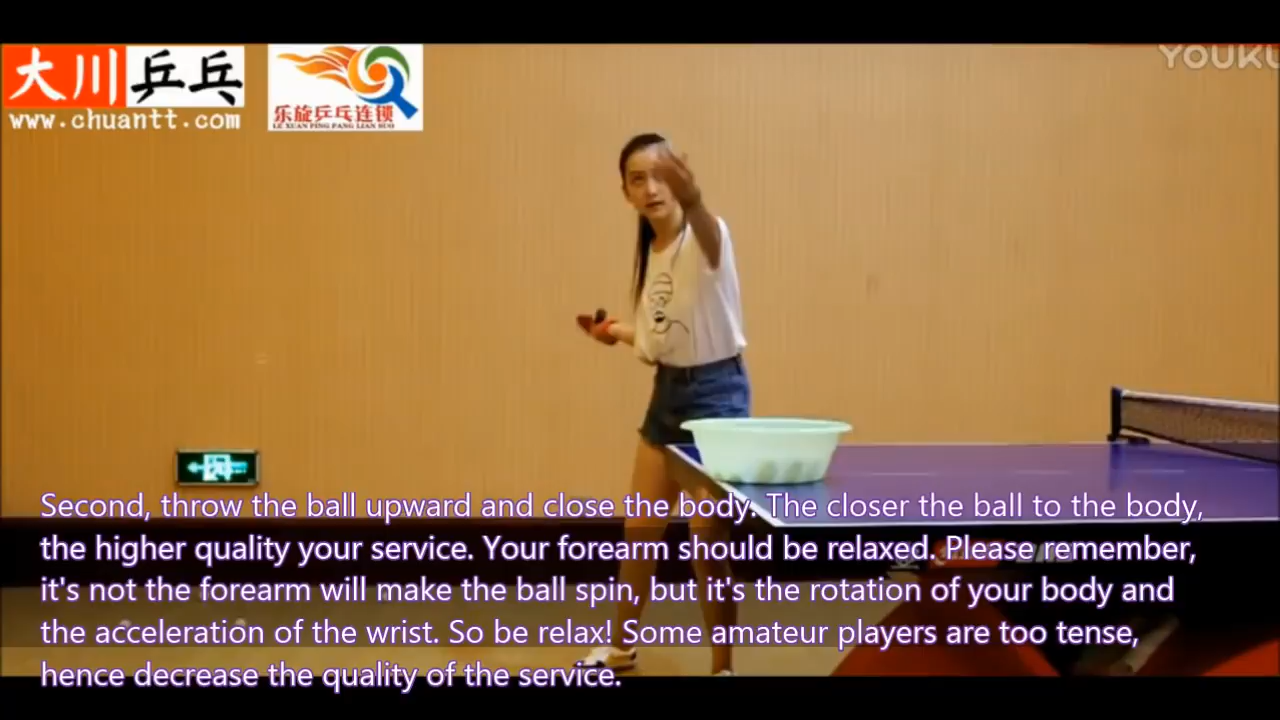 大川乒乓
www.chuantt.com
乐旋乒乓连锁
LE XUAN PING PANG LIAN SUO
YOUKU
Second, throw the ball upward and close the body. The closer the ball to the body,
the higher quality your service. Your forearm should be relaxed. Please remember,
it's not the forearm will make the ball spin, but it's the rotation of your body and
the acceleration of the wrist. So be relax! Some amateur players are too tense,
hence decrease the quality of the service.